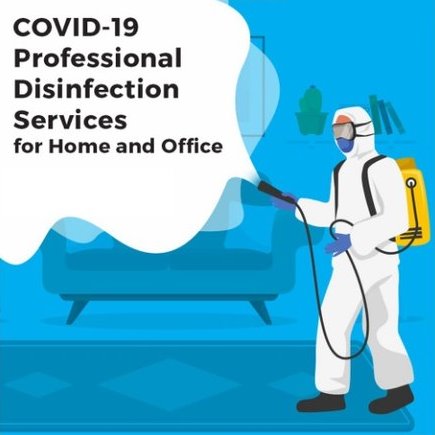 COVID-19
Professional
Disinfection
Services
for Home and Office